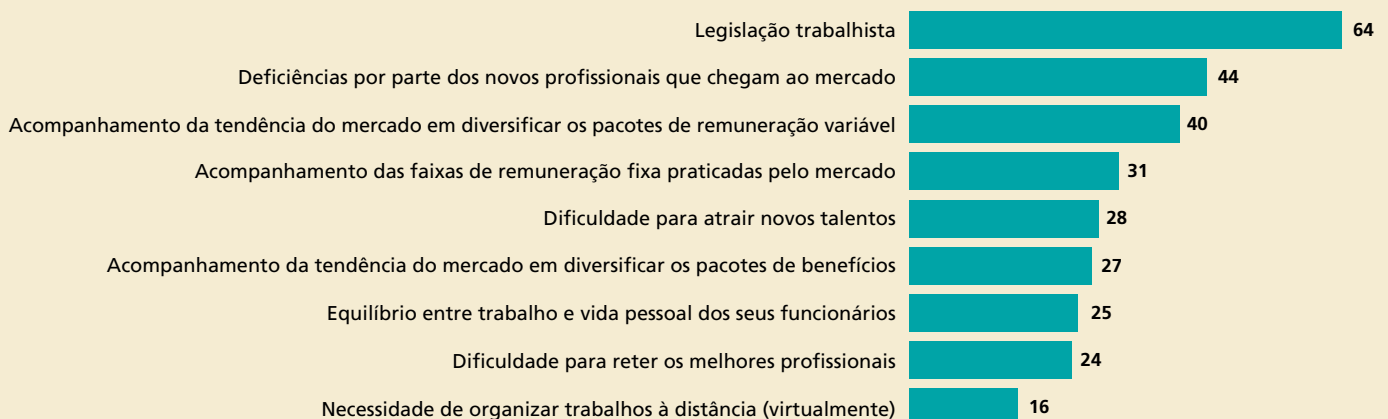 Legislação trabalhista 64
Deficiências por parte dos novos profissionais que chegam ao mercado 44
Acompanhamento da tendência do mercado em diversificar os pacotes de remuneração variável 40
Acompanhamento das faixas de remuneração fixa praticadas pelo mercado 31
Dificuldade para atrair novos talentos 28
Acompanhamento da tendência do mercado em diversificar os pacotes de benefícios 27
Equilíbrio entre trabalho e vida pessoal dos seus funcionários 25
Dificuldade para reter os melhores profissionais 24
Necessidade de organizar trabalhos à distância (virtualmente) 16